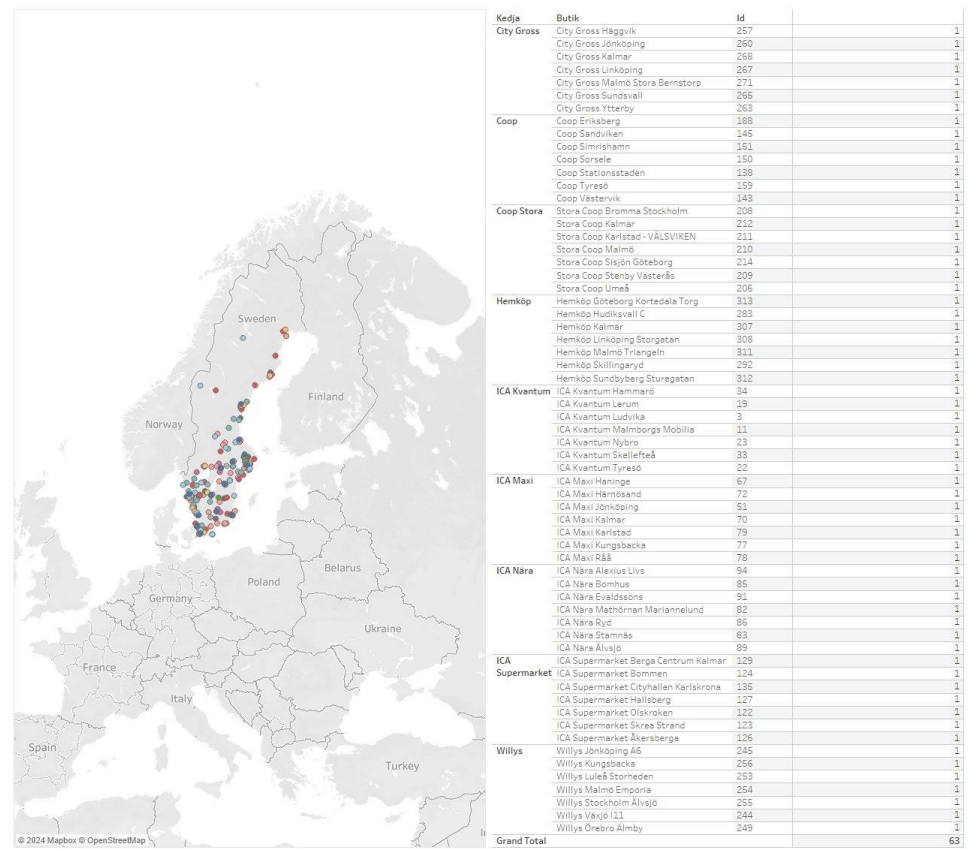 Sweden
Finland
Norway
Belarus
Poland
Germany
Ukraine
France
Italy
Spain
Turkey
© 2024 Mapbox © OpenStreetMap
Kedja Butik Id
City Gross City Gross Häggvik 257 1
City Gross Jönköping 260 1
City Gross Kalmar 268 1
City Gross Linköping 267 1
City Gross Malmö Stora Bernstorp 271 1
City Gross Sundsvall 265 1
City Gross Ytterby 263 1
Coop Coop Eriksberg 188 1
Coop Sandviken 145 1
Coop Simrishamn 151 1
Coop Sorsele 150 1
Coop Stationsstaden 138 1
Coop Tyresö 159 1
Coop Västervik 143 1
Coop Stora Stora Coop Bromma Stockholm 208 1
Stora Coop Kalmar 212 1
Stora Coop Karlstad - VÄLSVIKEN 211 1
Stora Coop Malmö 210 1
Stora Coop Sisjön Göteborg 214 1
Stora Coop Stenby Västerås 209 1
Stora Coop Umeå 206 1
Hemköp Hemköp Göteborg Kortedala Torg 313 1
Hemköp Hudiksvall C 283 1
Hemköp Kalmar 307 1
Hemköp Linköping Storgatan 308 1
Hemköp Malmö Triangeln 311 1
Hemköp Skillingaryd 292 1
Hemköp Sundbyberg Sturegatan 312 1
ICA Kvantum ICA Kvantum Hammarö 34 1
ICA Kvantum Lerum 19 1
ICA Kvantum Ludvika 3 1
ICA Kvantum Malmborgs Mobilia 11 1
ICA Kvantum Nybro 23 1
ICA Kvantum Skellefteå 33 1
ICA Kvantum Tyresö 22 1
ICA Maxi ICA Maxi Haninge 67 1
ICA Maxi Härnösand 72 1
ICA Maxi Jönköping 51 1
ICA Maxi Kalmar 70 1
ICA Maxi Karlstad 79 1
ICA Maxi Kungsbacka 77 1
ICA Maxi Råå 78 1
ICA Nära ICA Nära Alexius Livs 94 1
ICA Nära Bomhus 85 1
ICA Nära Evaldssons 91 1
ICA Nära Mathörnan Mariannelund 82 1
ICA Nära Ryd 86 1
ICA Nära Stamnäs 83 1
ICA Nära Älvsjö 89 1
ICA ICA Supermarket Berga Centrum Kalmar 129 1
Supermarket ICA Supermarket Bommen 124 1
ICA Supermarket Cityhallen Karlskrona 135 1
ICA Supermarket Hallsberg 127 1
ICA Supermarket Olskroken 122 1
ICA Supermarket Skrea Strand 123 1
ICA Supermarket Åkersberga 126 1
Willys Willys Jönköping A6 245 1
Willys Kungsbacka 256 1
Willys Luleå Storheden 253 1
Willys Malmö Emporia 254 1
Willys Stockholm Älvsjö 255 1
Willys Växjö I11 244 1
Willys Örebro Almby 249 1
Grand Total 63